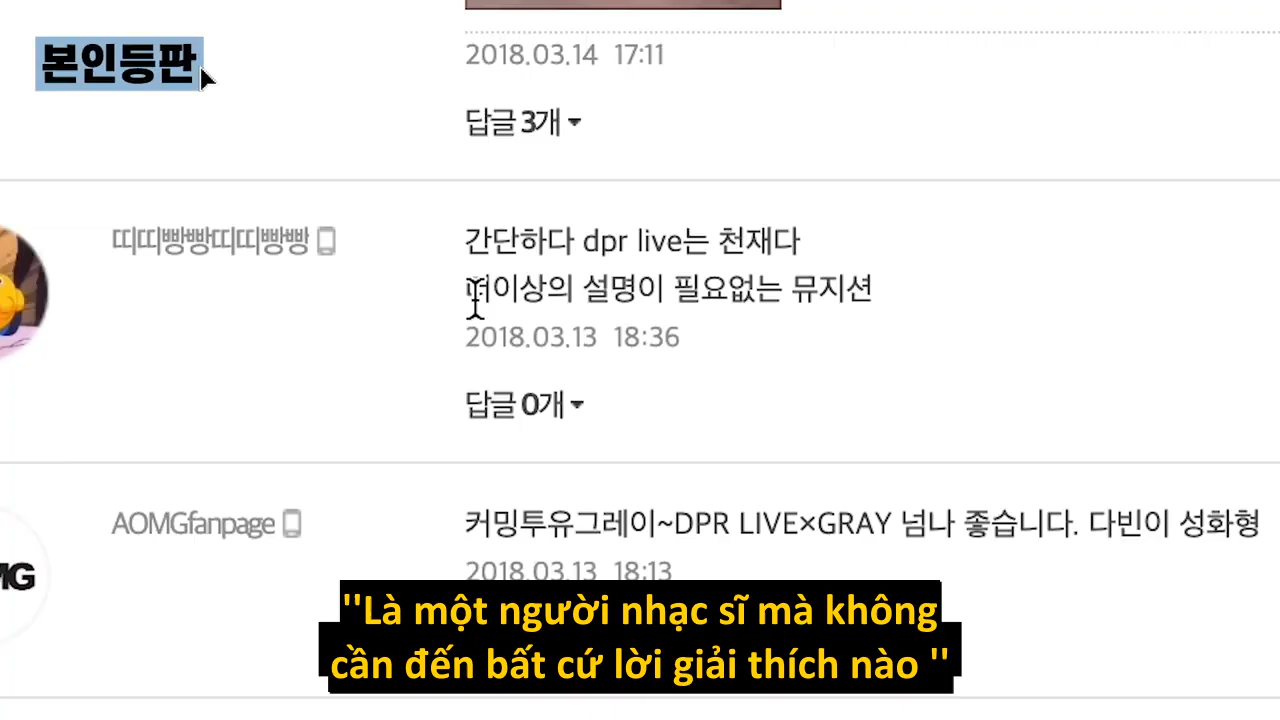 본인등판
2018.03.14 17:11
답글 3개
띠띠빵빵띠띠빵빵
간단하다 dpr live는 천재다
더이상의 설명이 필요없는 뮤지션
2018.03.13 18:36
답글 0개
AOMGfanpage
커밍투유그레이~DPR LIVE×GRAY 넘나 좋습니다. 다빈이 성화형
2018.03.13 18:13
MG
"Là một người nhạc sĩ mà không
cần đến bất cứ lời giải thích nào "